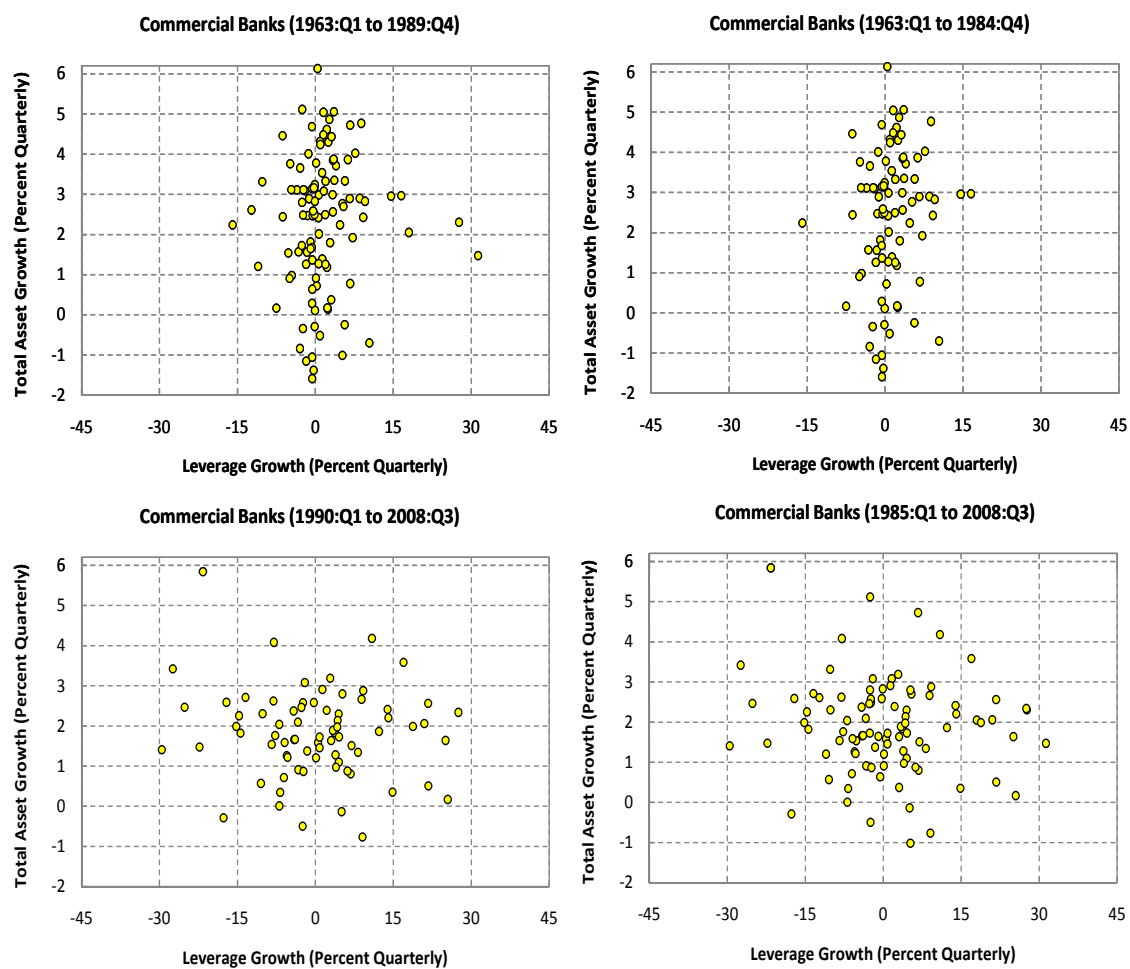 Commercial Banks (1963:Q1 to 1989:Q4)
Total Asset Growth (Percent Quarterly)
6
5
4
3
2
1
0
-1
-2
-45 -30 -15 0 15 30 45
Leverage Growth (Percent Quarterly)
Commercial Banks (1963:Q1 to 1984:Q4)
Total Asset Growth (Percent Quarterly)
6
5
4
3
2
1
0
-1
-2
-45 -30 -15 0 15 30 45
Leverage Growth (Percent Quarterly)
Commercial Banks (1990:Q1 to 2008:Q3)
Total Asset Growth (Percent Quarterly)
6
5
4
3
2
1
0
-1
-2
-45 -30 -15 0 15 30 45
Leverage Growth (Percent Quarterly)
Commercial Banks (1985:Q1 to 2008:Q3)
Total Asset Growth (Percent Quarterly)
6
5
4
3
2
1
0
-1
-2
-45 -30 -15 0 15 30 45
Leverage Growth (Percent Quarterly)